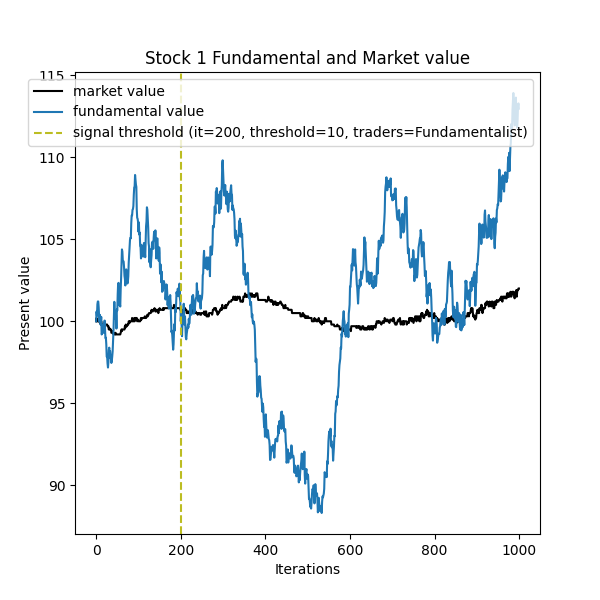 Stock 1 Fundamental and Market value
115
market value
fundamental value
signal threshold (it=200, threshold=10, traders=Fundamentalist)
110
105
100
95
90
Present value
0 200 400 600 800 1000
Iterations